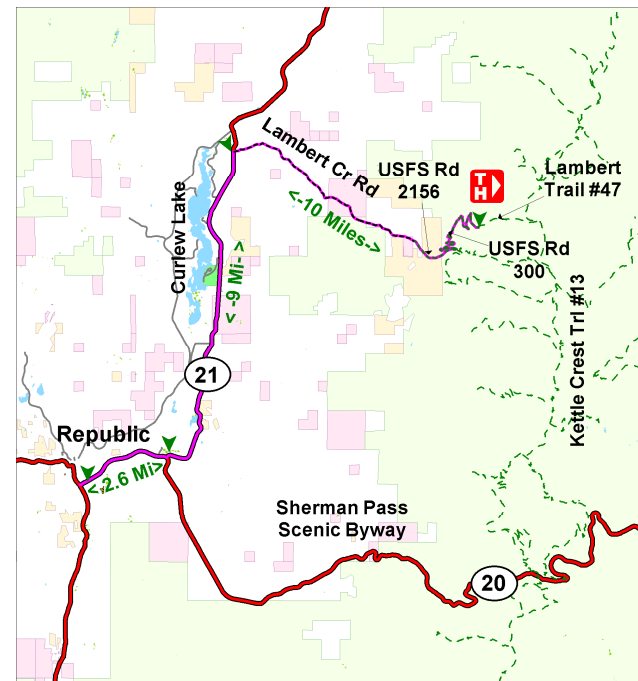 Lambert Cr Rd
USFS Rd
2156
T
H
Lambert
Trail #47
<-10 Miles->
USFS Rd
300
Curlew Lake
< -9 Mi- >
Kettle Crest Trl #13
21
Republic
< -2.6 Mi>
Sherman Pass
Scenic Byway
20